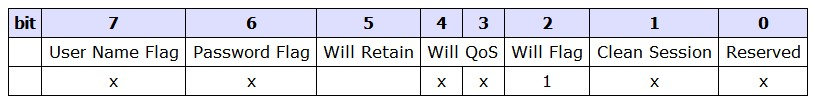 bit 7 6 5 4 3 2 1 0
User Name Flag Password Flag Will Retain Will QoS Will Flag Clean Session Reserved
x x x x 1 x x